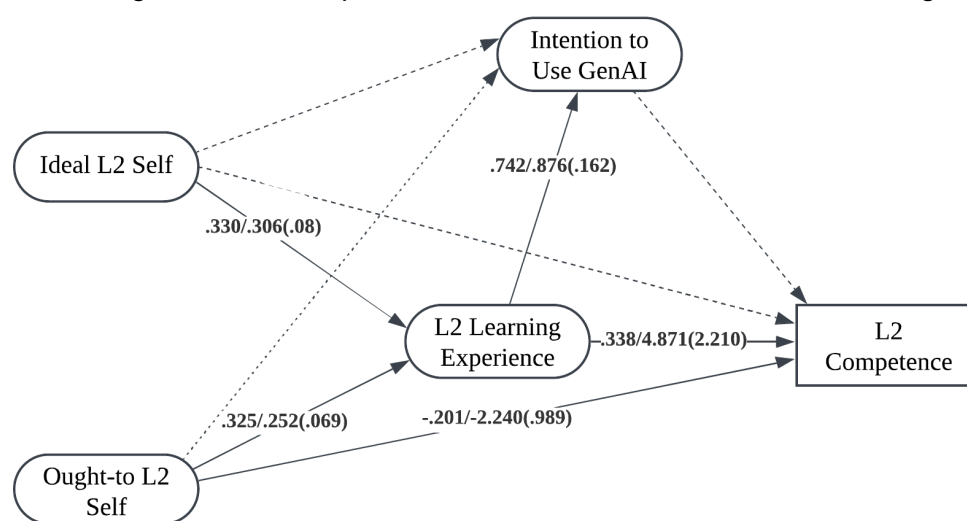 Intention to
Use GenAI
Ideal L2 Self
.742/.876(.162)
.330/.306(.08)
L2 Learning
Experience
.338/4.871(2.210)
L2
Competence
.325/.252(.069)
-.201/-2.240(.989)
Ought-to L2
Self